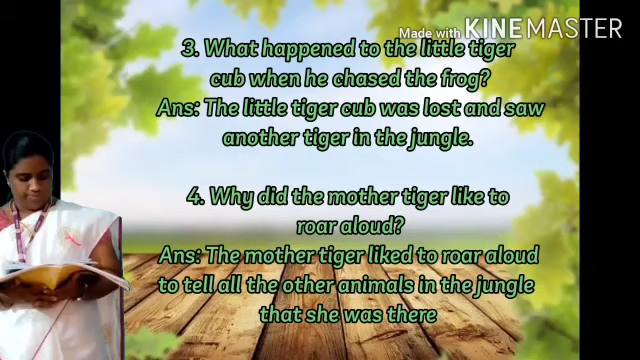 Made with KINEMASTER
3. What happened to the little tiger
cub when he chased the frog?
Ans: The little tiger cub was lost and saw
another tiger in the jungle.
4. Why did the mother tiger like to
roar aloud?
Ans: The mother tiger liked to roar aloud
to tell all the other animals in the jungle
that she was there